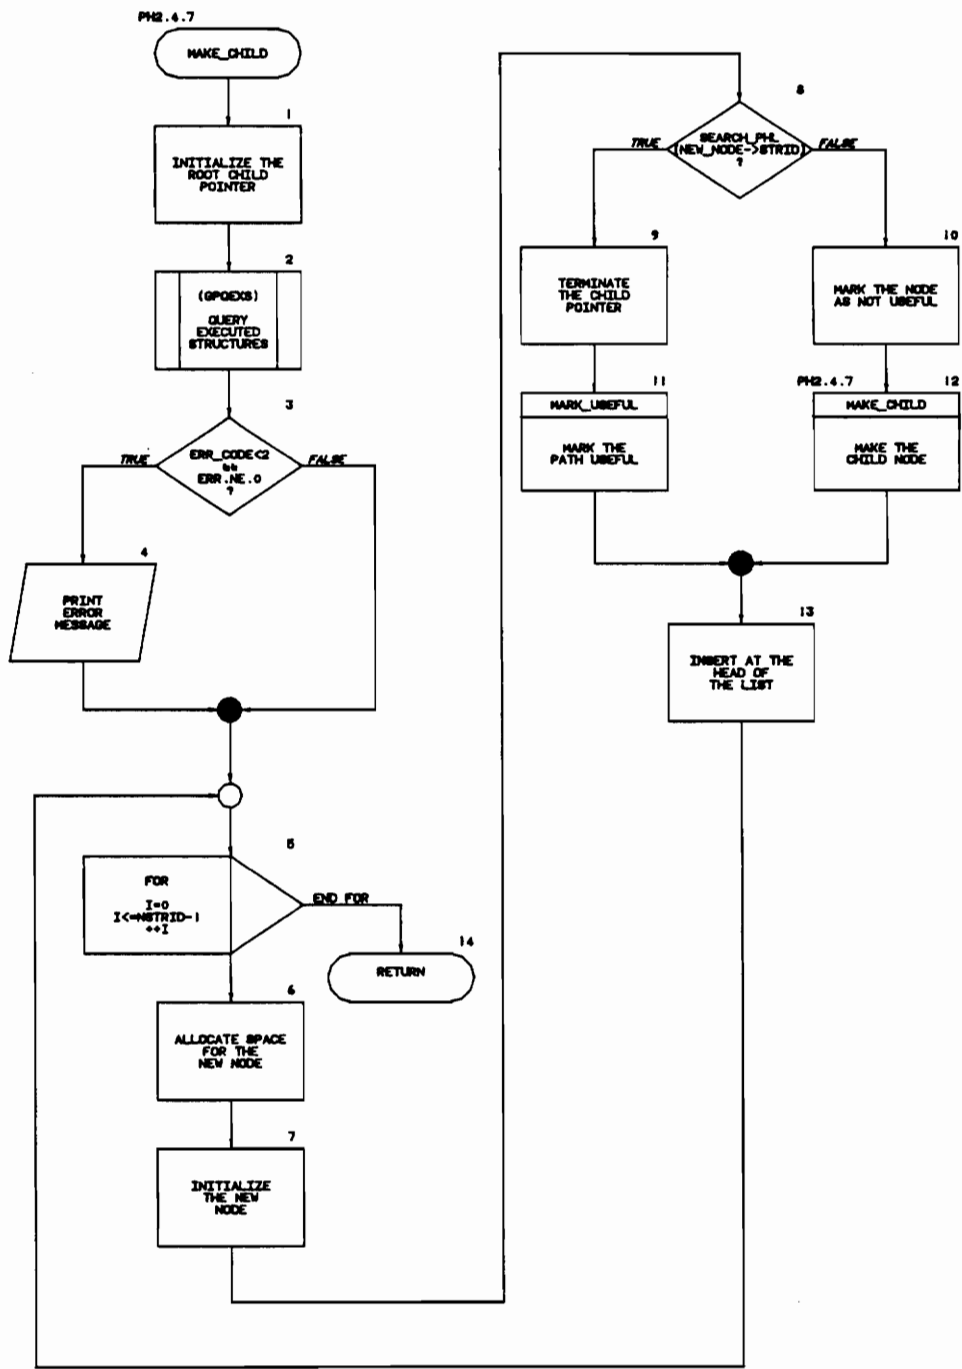 PH2.4.7
MAKE_CHILD
1
INITIALIZE THE
ROOT CHILD
POINTER
2
(GPQEXS)
QUERY
EXECUTED
STRUCTURES
3
TRUE
ERR_CODE<2
&&
ERR.NE.0
?
FALSE
4
PRINT
ERROR
MESSAGE
5
FOR
I=0
I<=NSTRID-1
++I
END FOR
14
RETURN
6
ALLOCATE SPACE
FOR THE
NEW NODE
7
INITIALIZE
THE NEW
NODE
8
TRUE
SEARCH_PHL
(NEW_NODE->STRID)
?
FALSE
9
TERMINATE
THE CHILD
POINTER
10
MARK THE NODE
AS NOT USEFUL
11
MARK_USEFUL
MARK THE
PATH USEFUL
PH2.4.7
12
MAKE_CHILD
MAKE THE
CHILD NODE
13
INSERT AT THE
HEAD OF
THE LIST